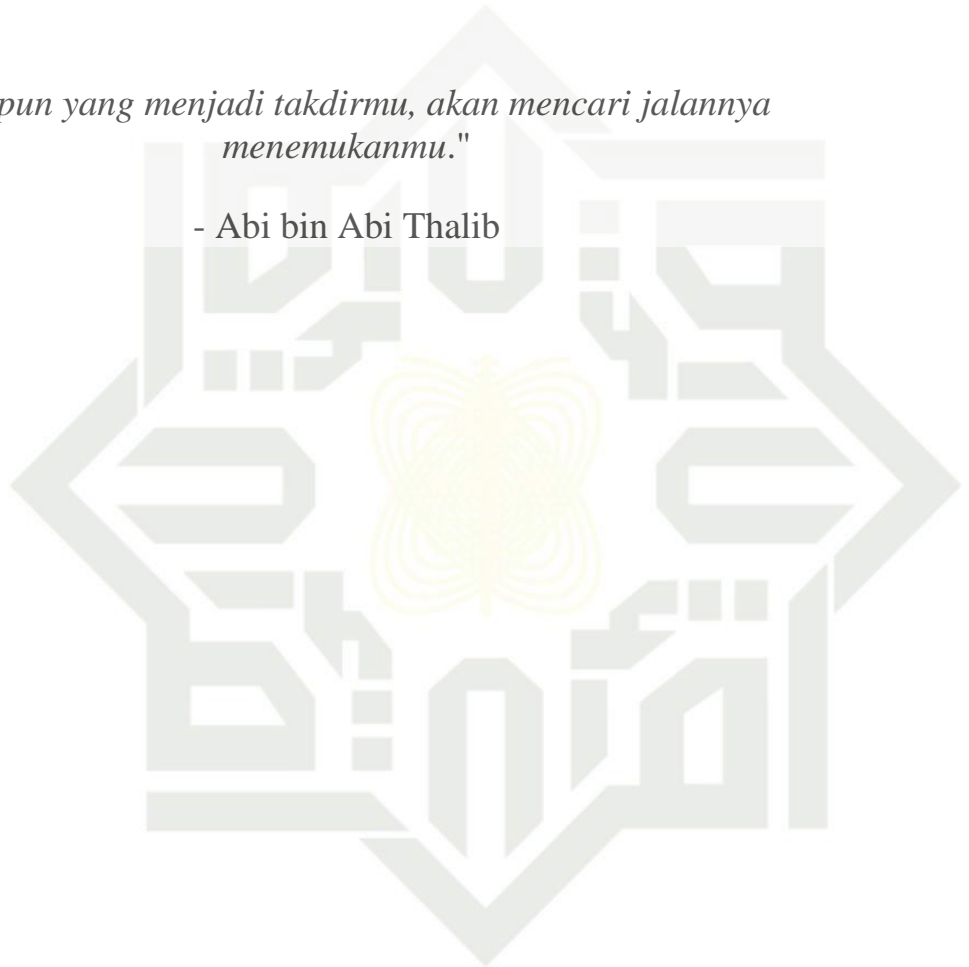 pun yang menjadi takdirmu, akan mencari jalannya
menemukanmu."
- Abi bin Abi Thalib